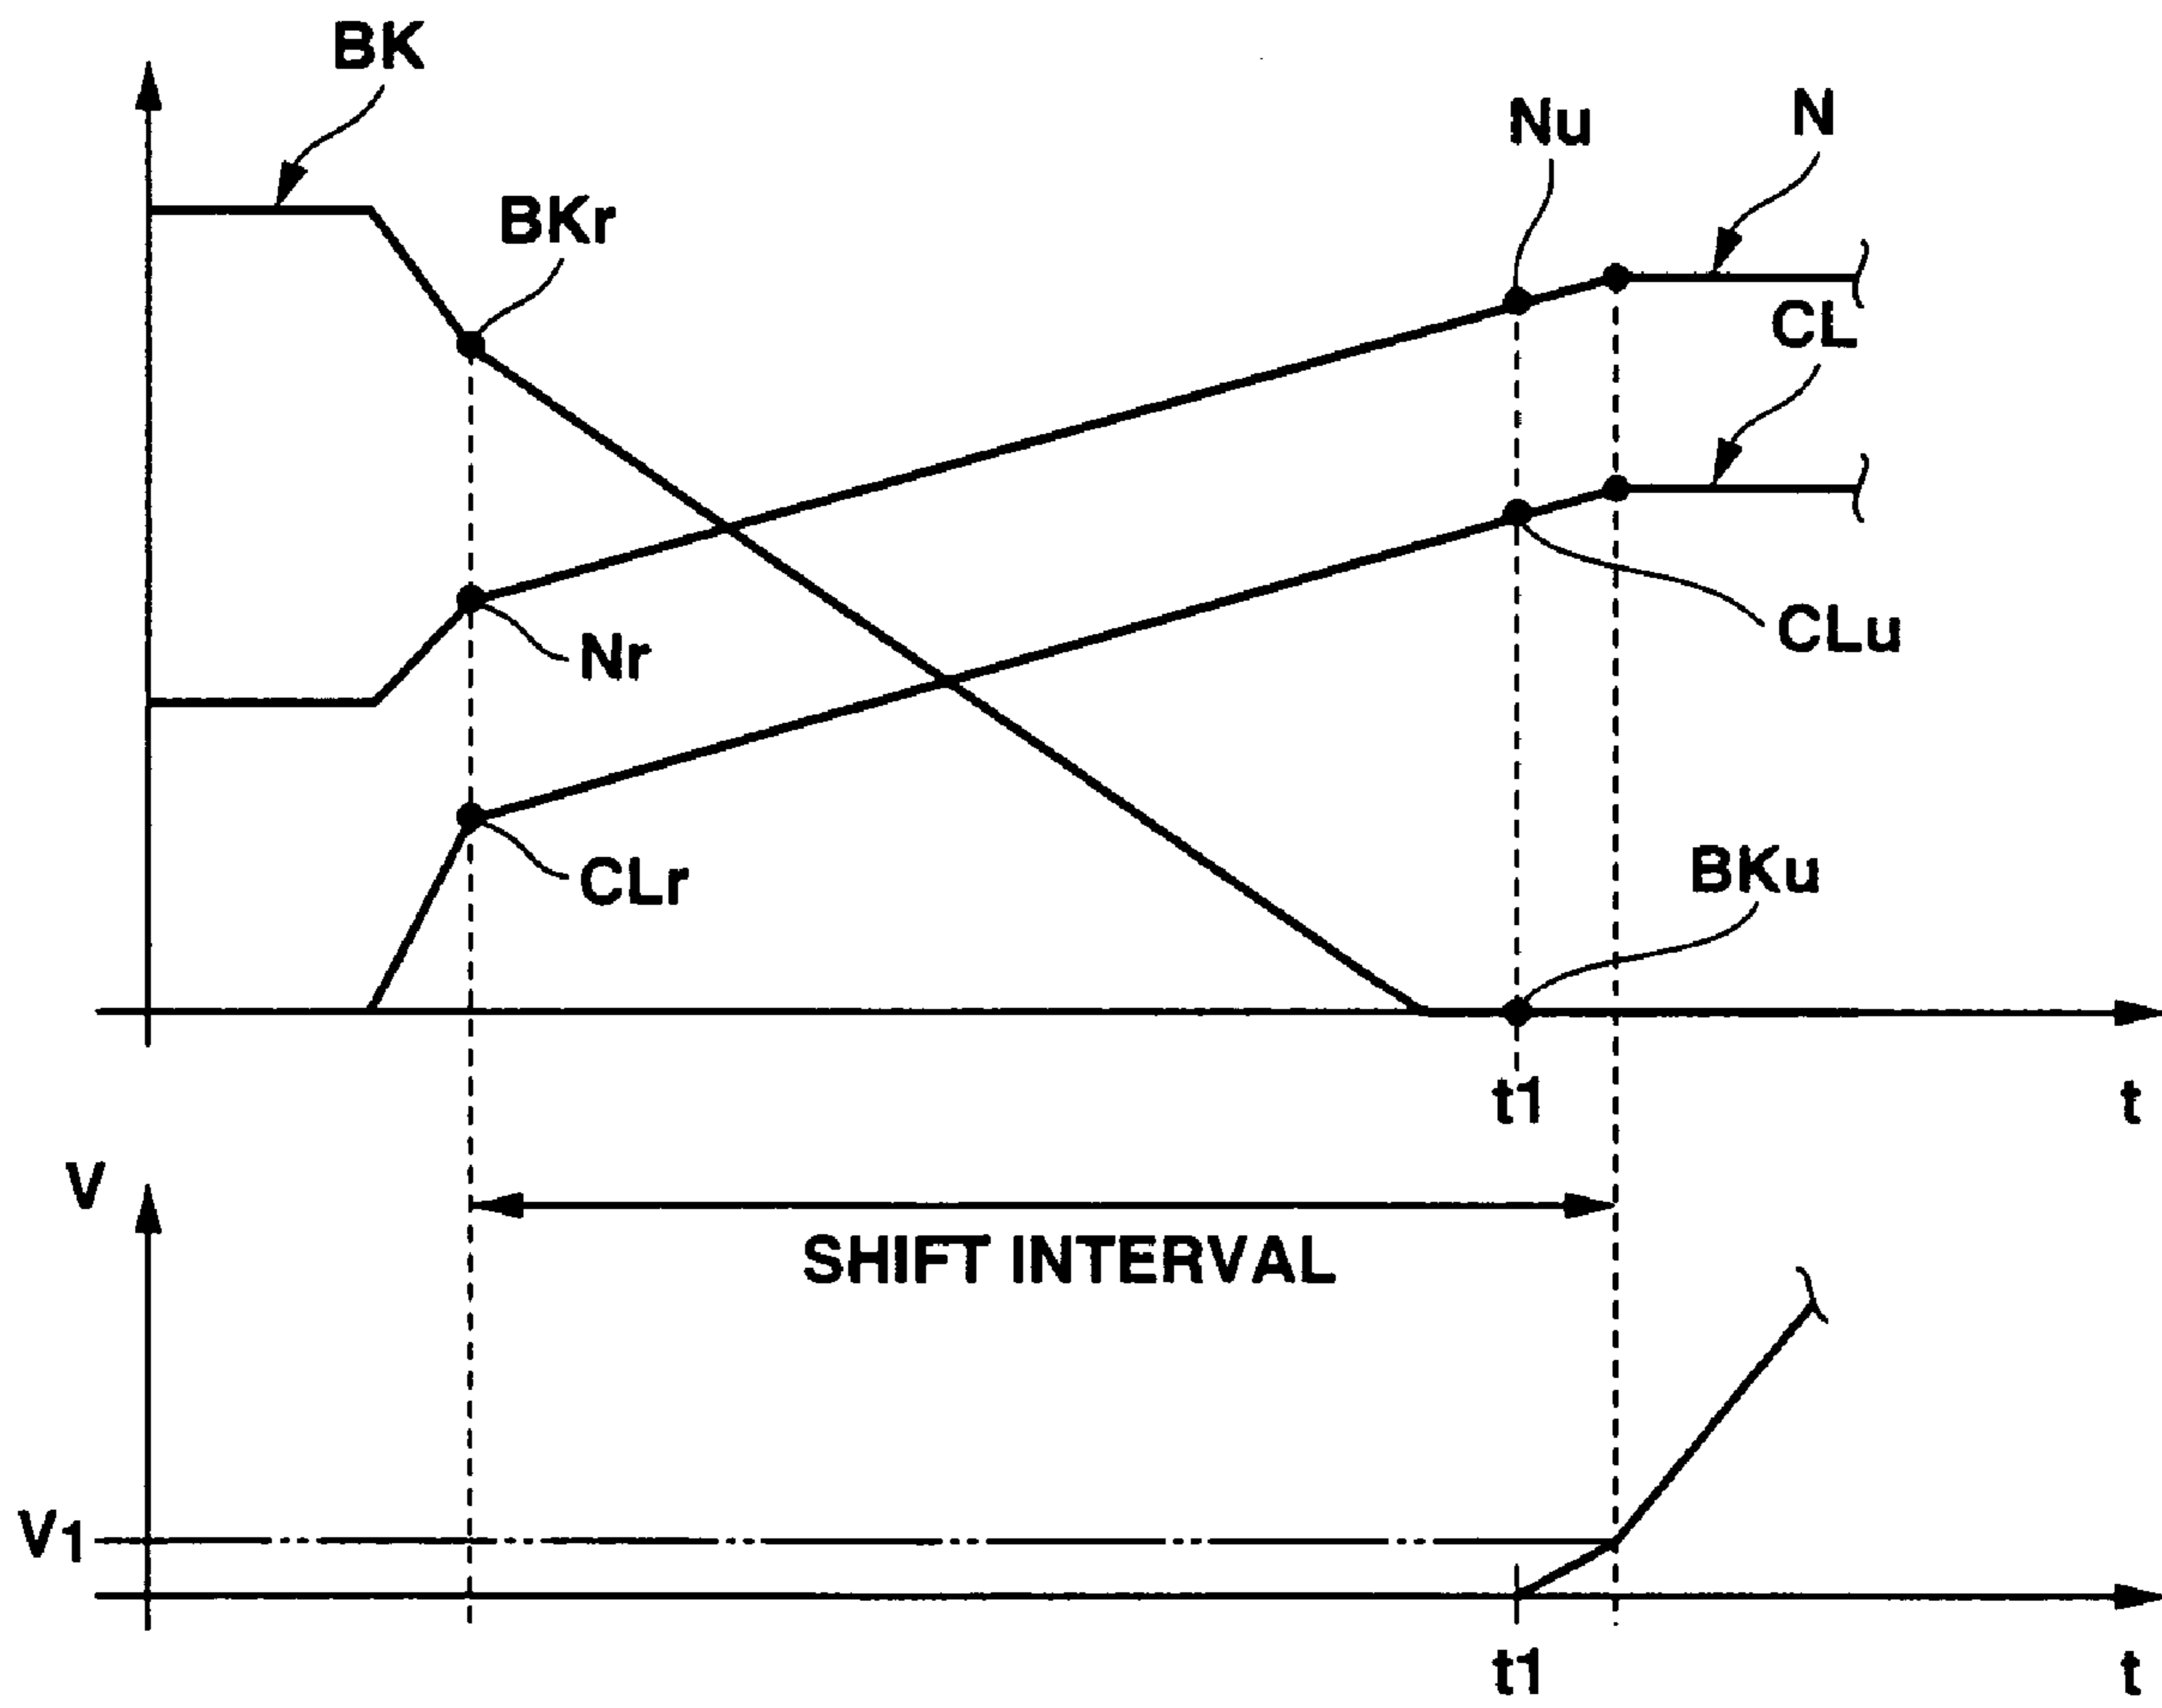 BK
Nu
N
BKr
CL
CLu
Nr
CLr
BKu
t1
t
V
SHIFT INTERVAL
V1
t1
t